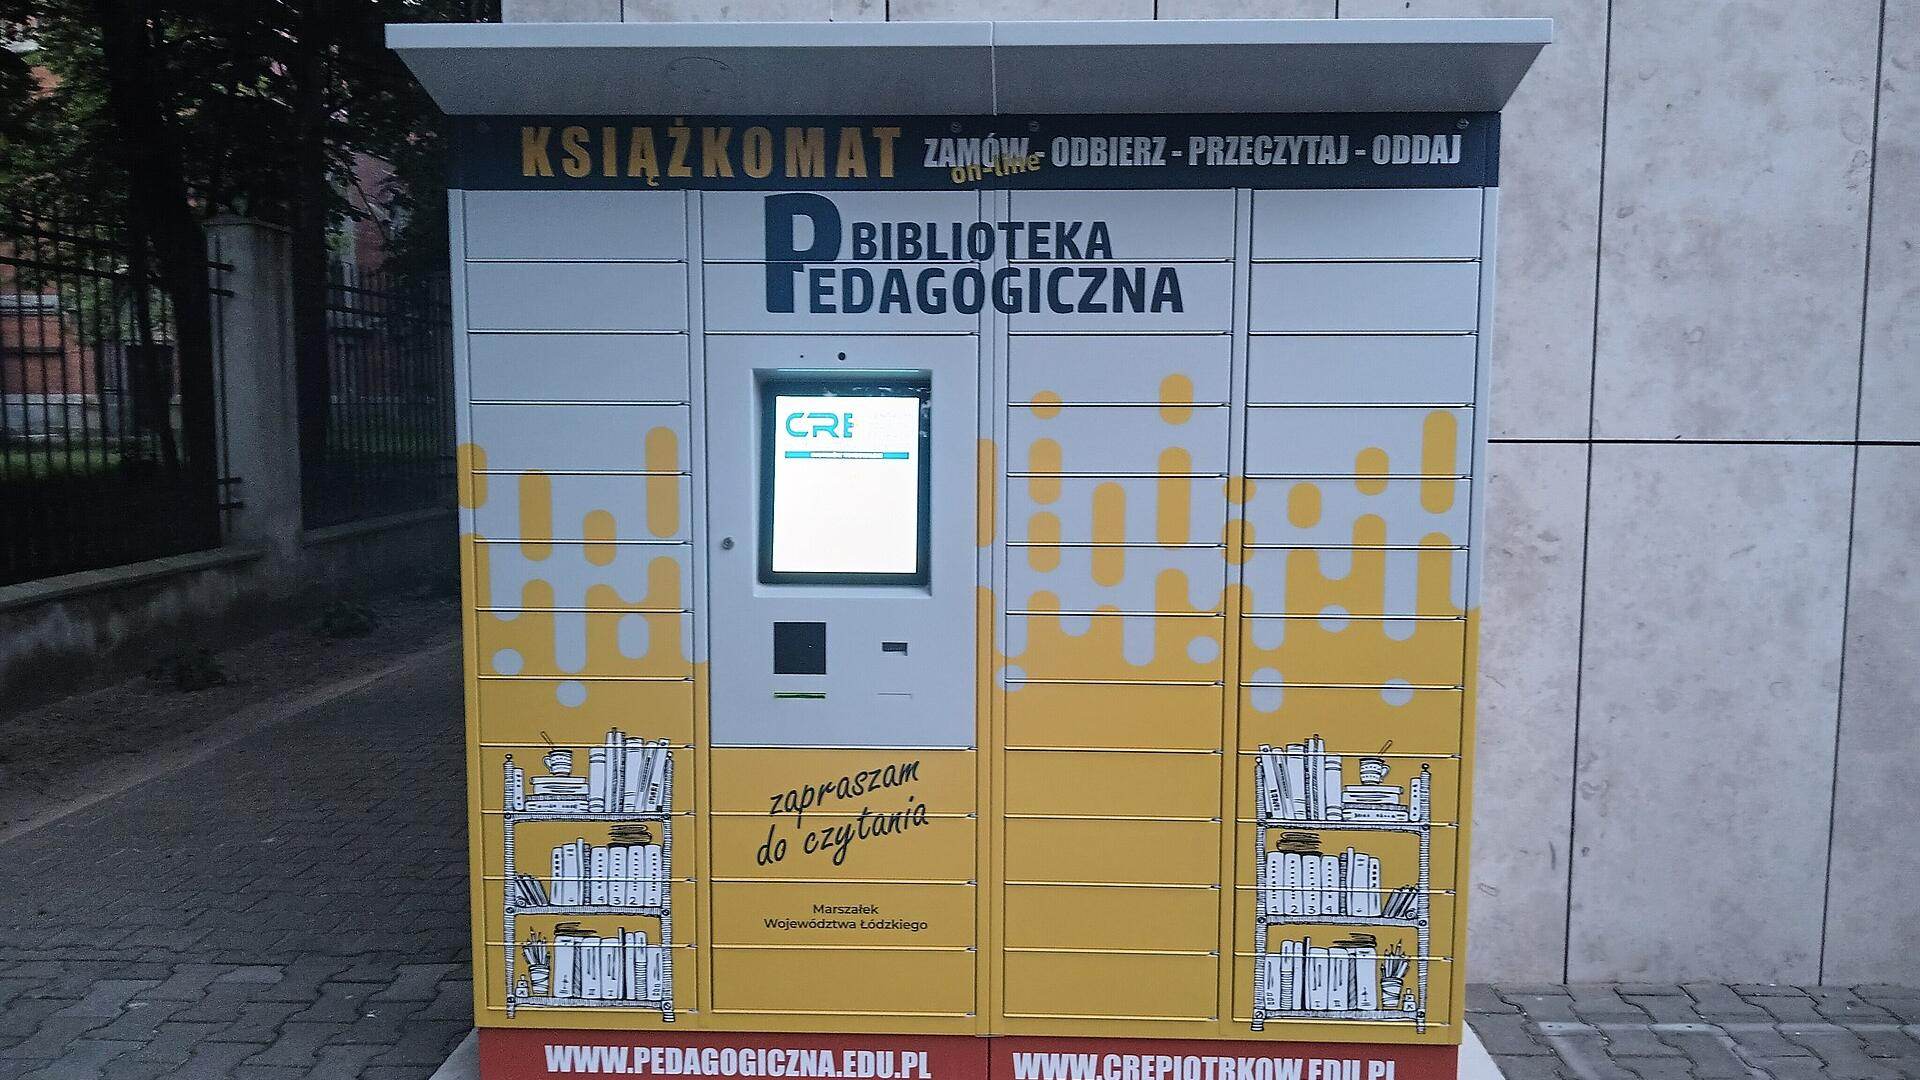 KSIĄŻKOMAT
ZAMÓW - ODBIERZ - PRZECZYTAJ - ODDAJ
on-line
BIBLIOTEKA
PEDAGOGICZNA
CRE
zapraszam
do czytania
Marszałek
Województwa Łódzkiego
WWW.PEDAGOGICZNA.EDU.PL
WWW.CREPIOTRKOW.EDU.PL